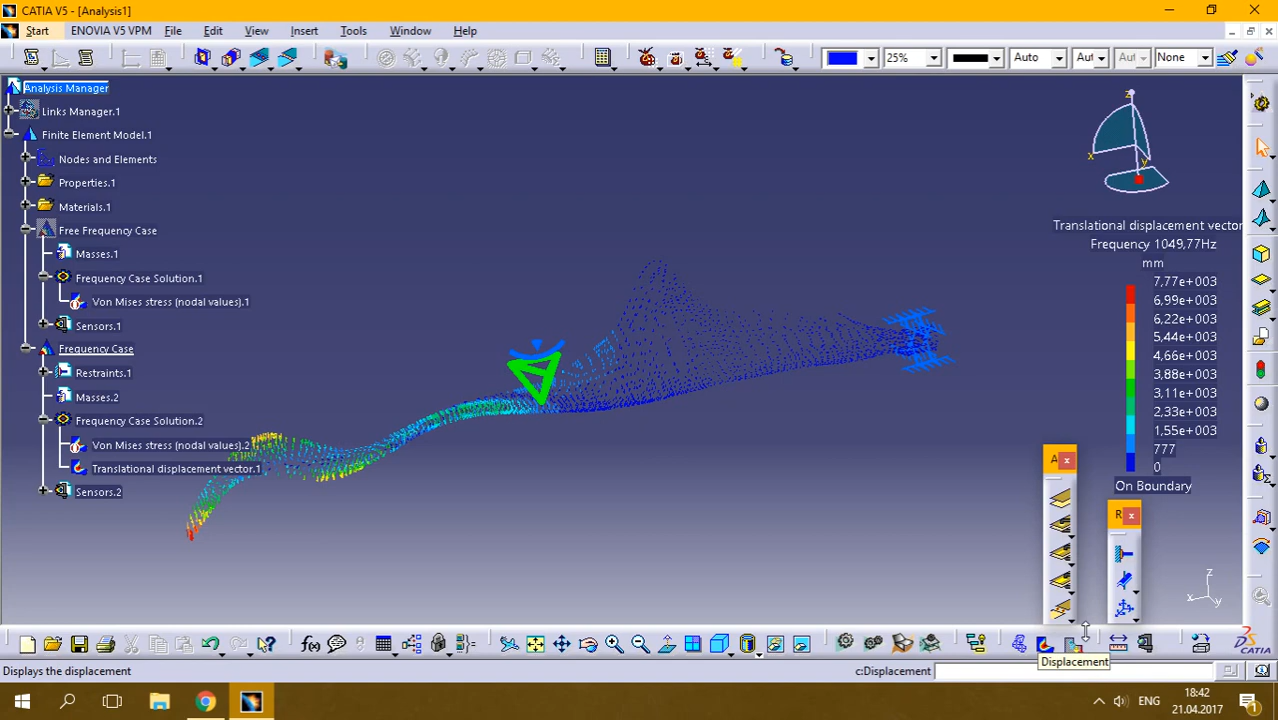 CATIA V5 - [Analysis1]
Start ENOVIA V5 VPM File Edit View Insert Tools Window Help
25% Auto Aut Aut None
Analysis Manager
Links Manager.1
Finite Element Model.1
Nodes and Elements
Properties.1
Materials.1
Free Frequency Case
Masses.1
Frequency Case Solution.1
Von Mises stress (nodal values).1
Sensors.1
Frequency Case
Restraints.1
Masses.2
Frequency Case Solution.2
Von Mises stress (nodal values).2
Translational displacement vector.1
Sensors.2
z
x
y
Translational displacement vector
Frequency 1049,77Hz
mm
7,77e+003
6,99e+003
6,22e+003
5,44e+003
4,66e+003
3,88e+003
3,11e+003
2,33e+003
1,55e+003
777
0
On Boundary
A x
R x
z
x
y
f(x)
CATIA
Displacement
Displays the displacement
c:Displacement
ENG
18:42
21.04.2017
1